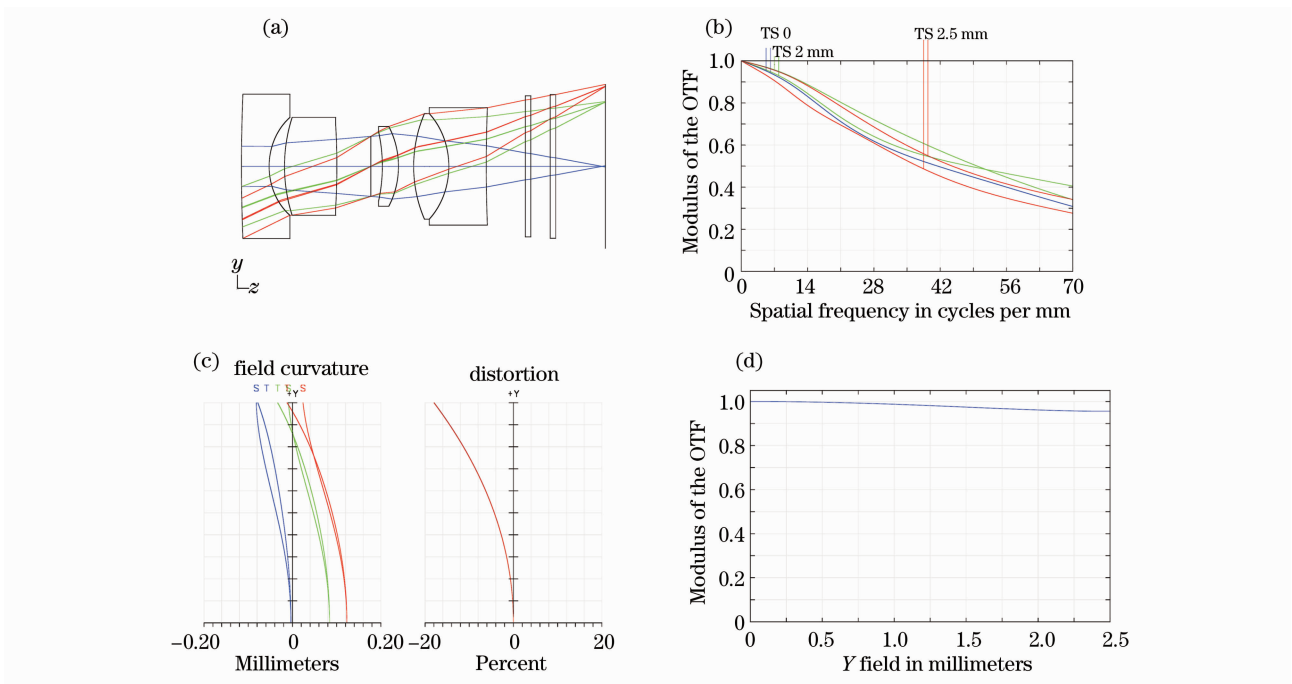 (a)
y
z
(b)
TS 0
TS 2 mm
TS 2.5 mm
Modulus of the OTF
1.0
0.8
0.6
0.4
0.2
0
0 14 28 42 56 70
Spatial frequency in cycles per mm
(c)
field curvature
S T T S
+Y
-0.20 0 0.20
Millimeters
distortion
+Y
-20 0 20
Percent
(d)
Modulus of the OTF
1.0
0.8
0.6
0.4
0.2
0
0 0.5 1.0 1.5 2.0 2.5
Y field in millimeters